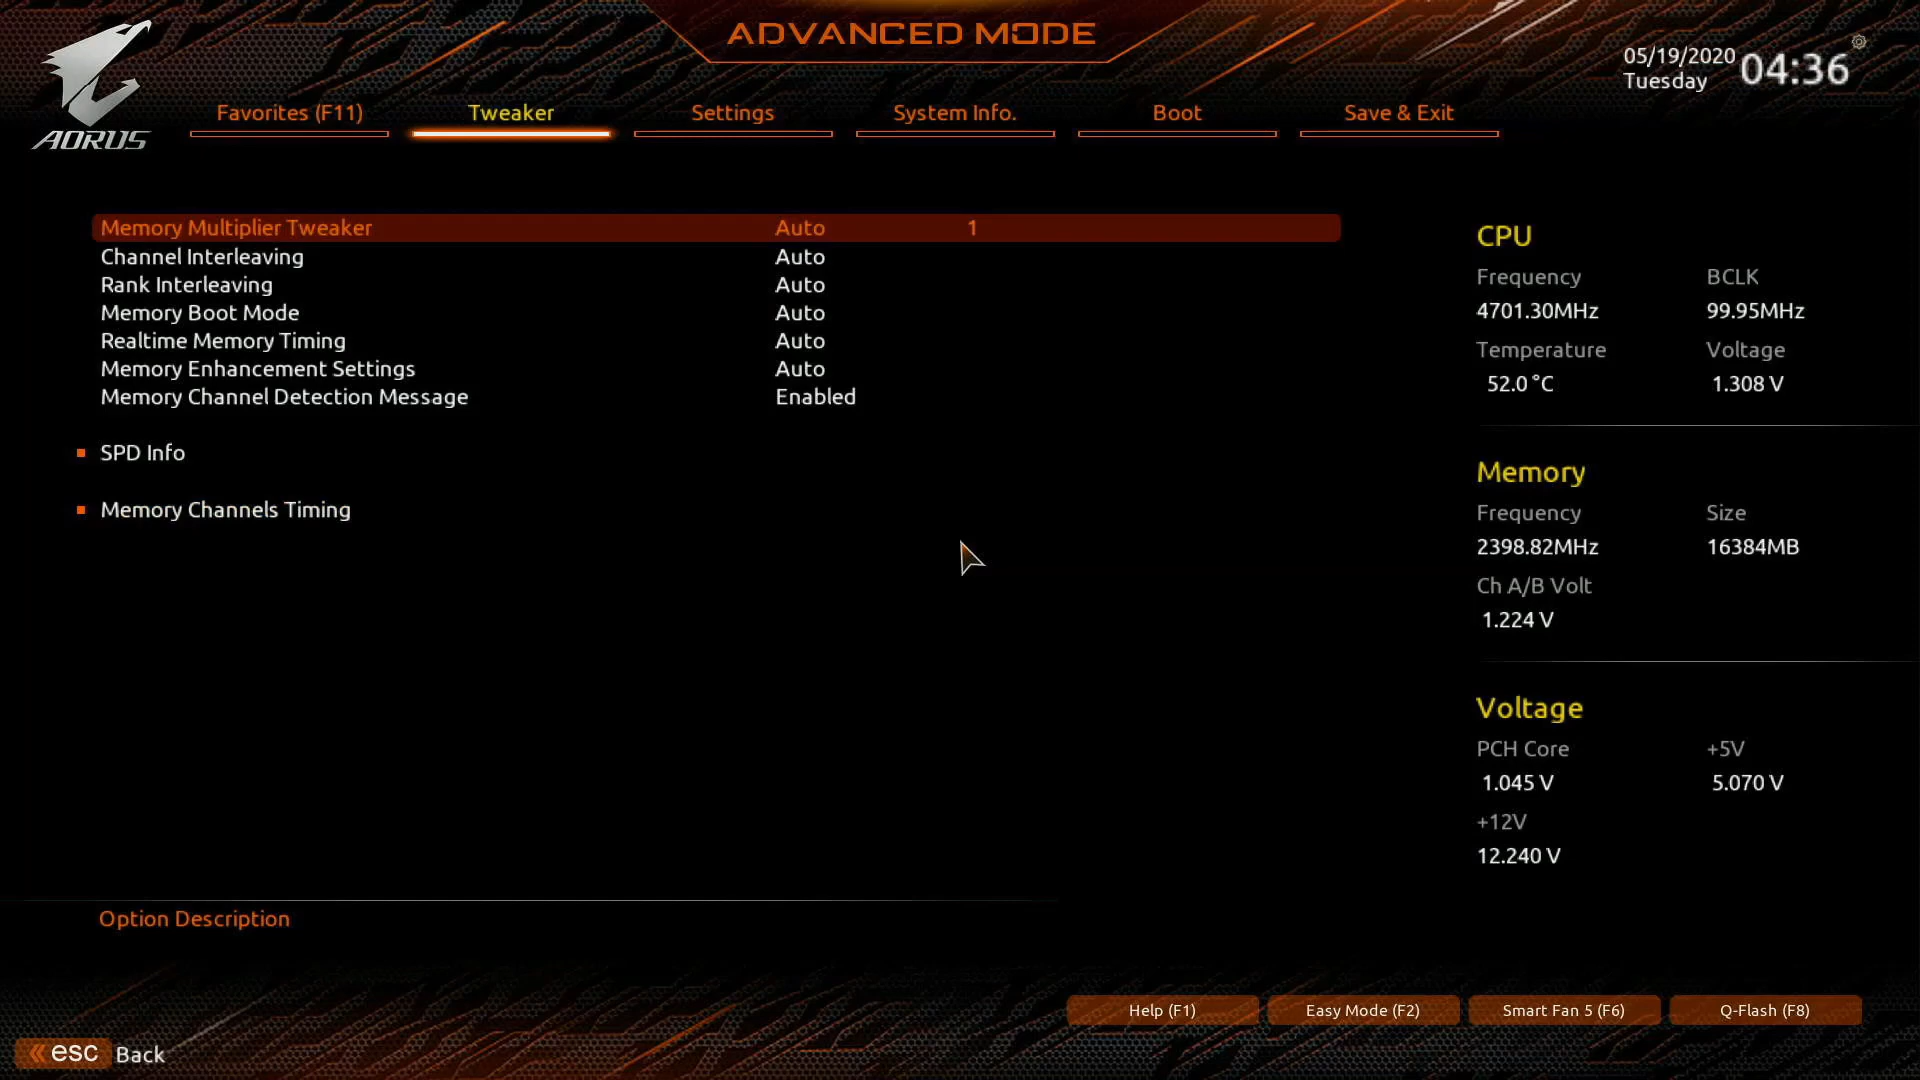 ADVANCED MODE
05/19/2020
Tuesday
04:36
AORUS
Favorites (F11)
Tweaker
Settings
System Info.
Boot
Save & Exit
Memory Multiplier Tweaker Auto 1
Channel Interleaving Auto
Rank Interleaving Auto
Memory Boot Mode Auto
Realtime Memory Timing Auto
Memory Enhancement Settings Auto
Memory Channel Detection Message Enabled
SPD Info
Memory Channels Timing
CPU
Frequency BCLK
4701.30MHz 99.95MHz
Temperature Voltage
52.0 °C 1.308 V
Memory
Frequency Size
2398.82MHz 16384MB
Ch A/B Volt
1.224 V
Voltage
PCH Core +5V
1.045 V 5.070 V
+12V
12.240 V
Option Description
Help (F1)
Easy Mode (F2)
Smart Fan 5 (F6)
Q-Flash (F8)
esc Back